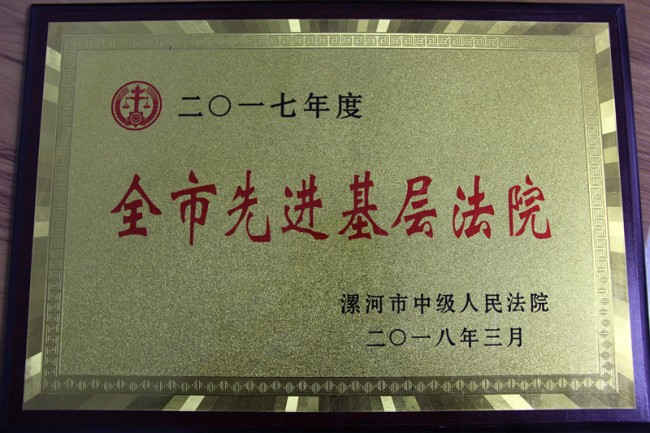 二〇一七年度
全市先进基层法院
漯河市中级人民法院
二〇一八年三月